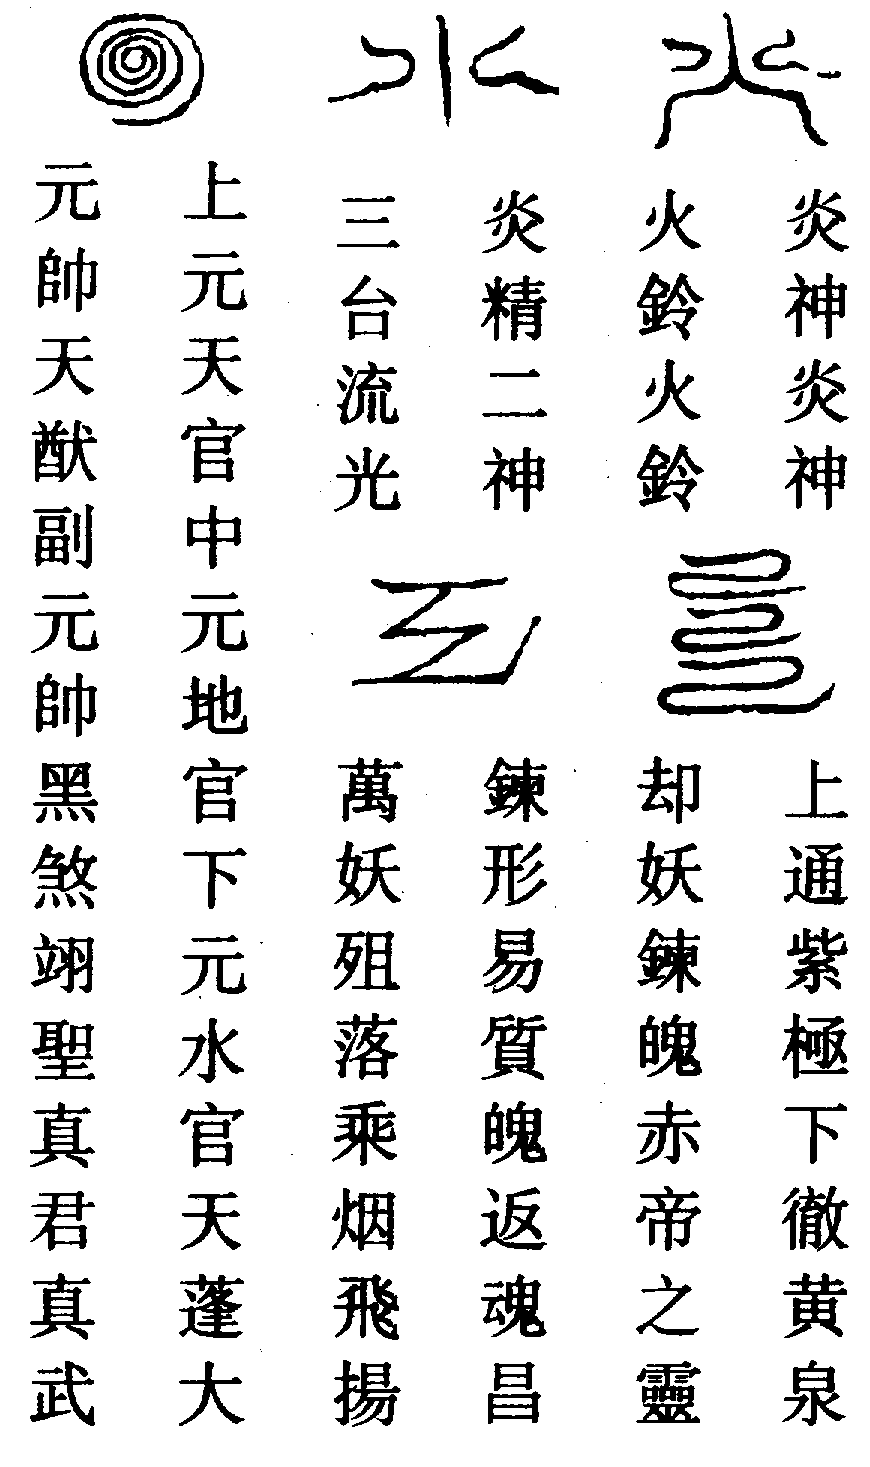 炎神炎神
火鈴火鈴
上通紫極下徹黄泉
却妖鍊魄赤帝之靈
炎精二神
三台流光
鍊形易質魄返魂昌
萬妖殂落乘烟飛揚
上元天官中元地官下元水官天蓬大
元帥天猷副元帥黑煞翊聖真君真武